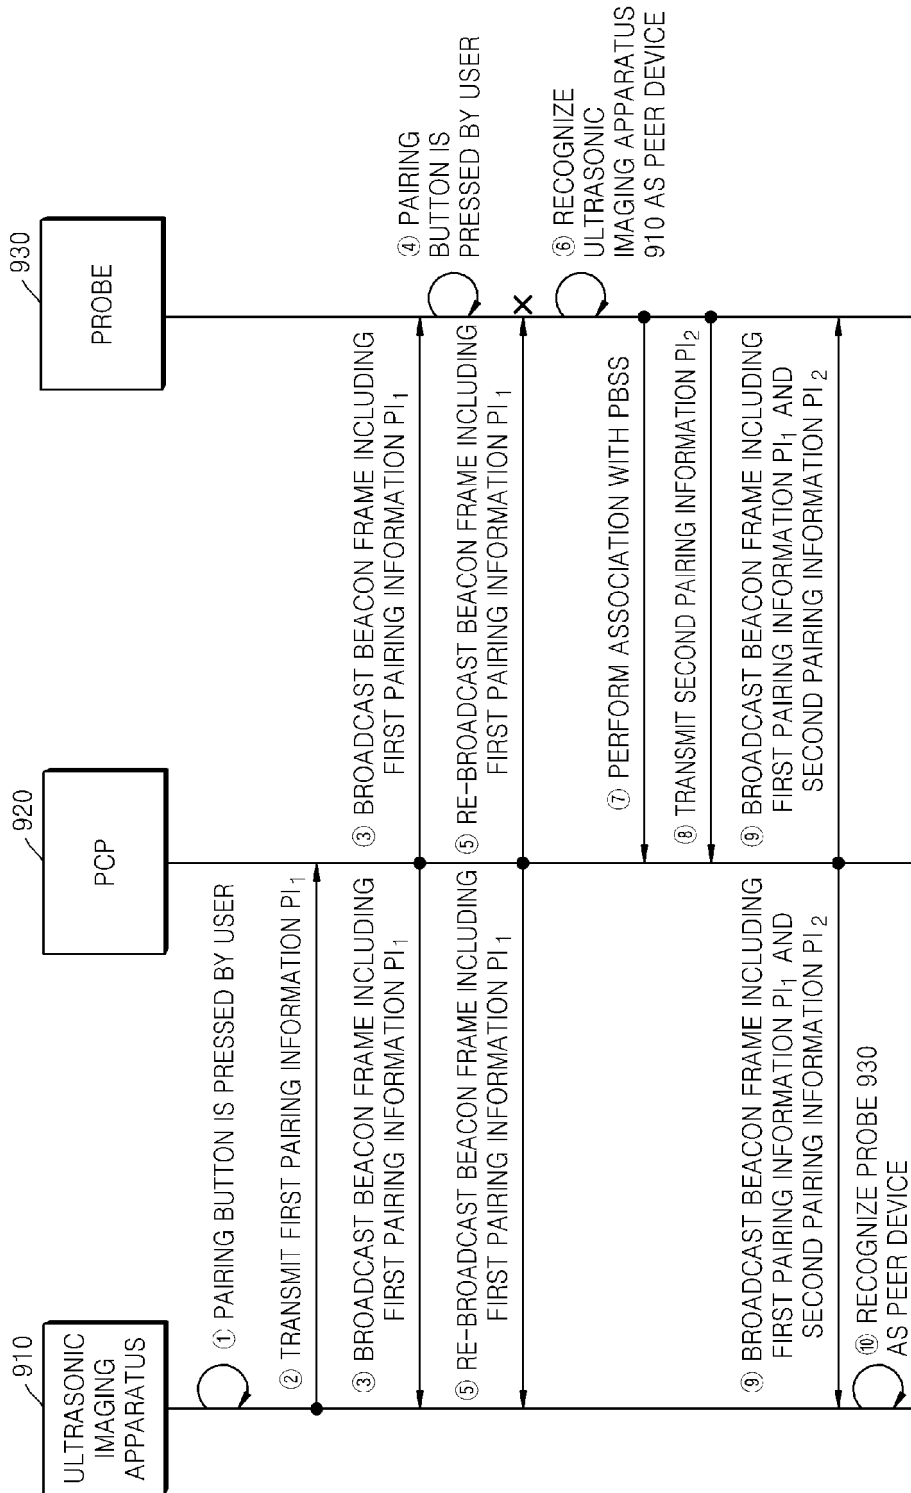 910
ULTRASONIC
IMAGING
APPARATUS
920
PCP
930
PROBE
① PAIRING BUTTON IS PRESSED BY USER
② TRANSMIT FIRST PAIRING INFORMATION PI1
③ BROADCAST BEACON FRAME INCLUDING
FIRST PAIRING INFORMATION PI1
③ BROADCAST BEACON FRAME INCLUDING
FIRST PAIRING INFORMATION PI1
④ PAIRING
BUTTON IS
PRESSED BY USER
⑤ RE-BROADCAST BEACON FRAME INCLUDING
FIRST PAIRING INFORMATION PI1
⑤ RE-BROADCAST BEACON FRAME INCLUDING
FIRST PAIRING INFORMATION PI1
⑥ RECOGNIZE
ULTRASONIC
IMAGING APPARATUS
910 AS PEER DEVICE
⑦ PERFORM ASSOCIATION WITH PBSS
⑧ TRANSMIT SECOND PAIRING INFORMATION PI2
⑨ BROADCAST BEACON FRAME INCLUDING
FIRST PAIRING INFORMATION PI1 AND
SECOND PAIRING INFORMATION PI2
⑨ BROADCAST BEACON FRAME INCLUDING
FIRST PAIRING INFORMATION PI1 AND
SECOND PAIRING INFORMATION PI2
⑩ RECOGNIZE PROBE 930
AS PEER DEVICE